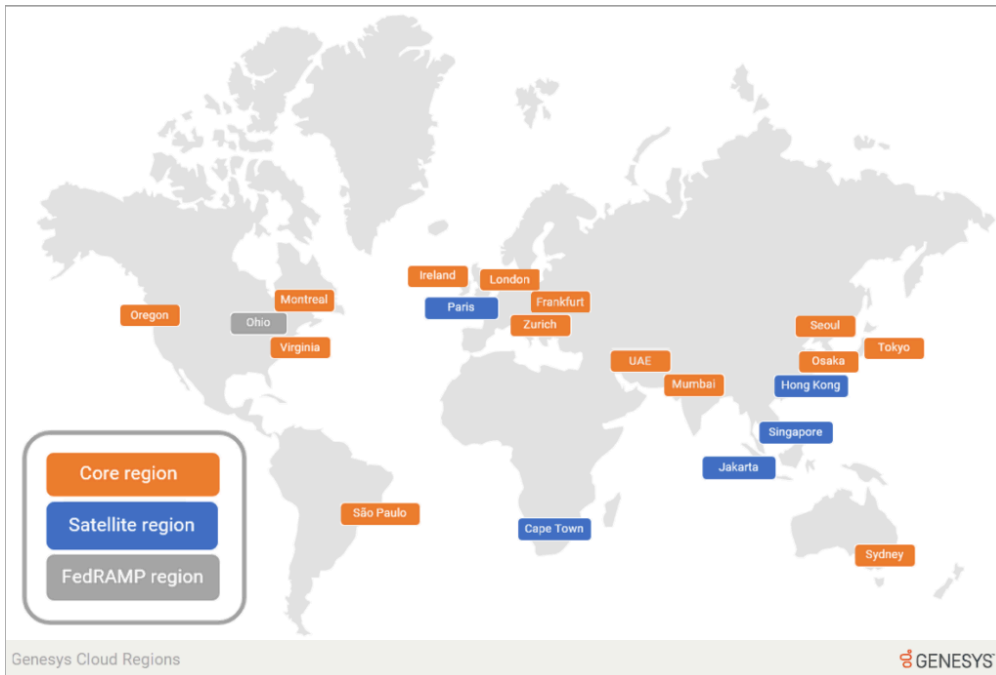 Ireland
London
Paris
Frankfurt
Montreal
Oregon
Ohio
Zurich
Seoul
Virginia
Tokyo
UAE
Osaka
Mumbai
Hong Kong
Singapore
Jakarta
Core region
São Paulo
Satellite region
Cape Town
Sydney
FedRAMP region
Genesys Cloud Regions
GENESYS